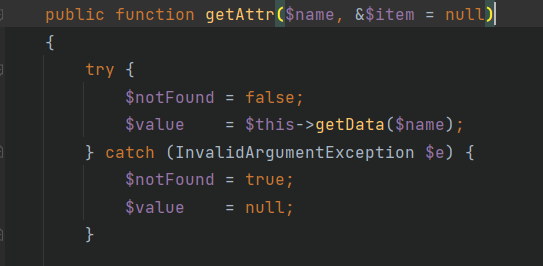 public function getAttr($name, &$item = null)
{
    try {
        $notFound = false;
        $value    = $this->getData($name);
    } catch (InvalidArgumentException $e) {
        $notFound = true;
        $value    = null;
    }